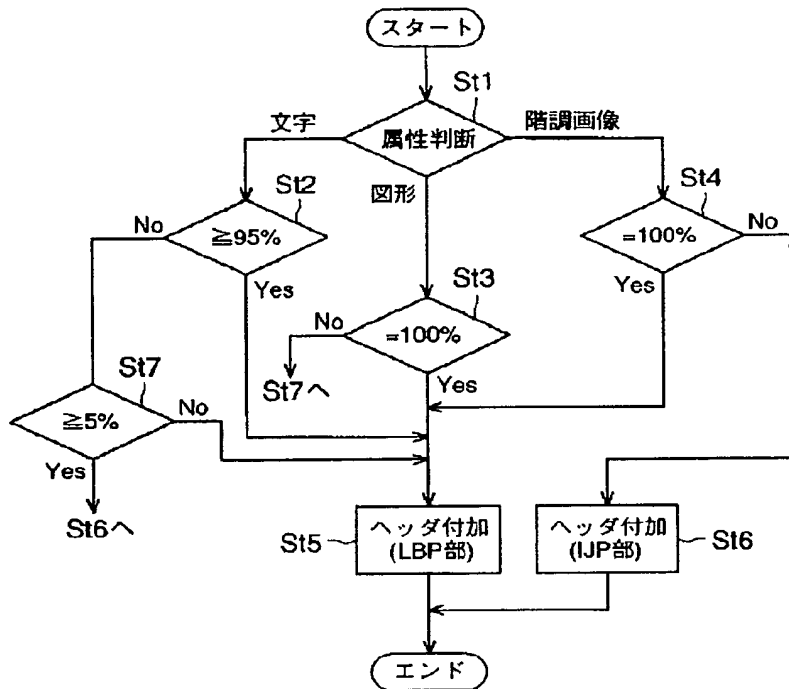 スタート
St1
文字
属性判断
階調画像
St2
図形
St4
No
≧95%
=100%
No
Yes
St3
Yes
No
=100%
St7
St7へ
Yes
≧5%
No
Yes
St6へ
St5
ヘッダ付加
(LBP部)
ヘッダ付加
(IJP部)
St6
エンド